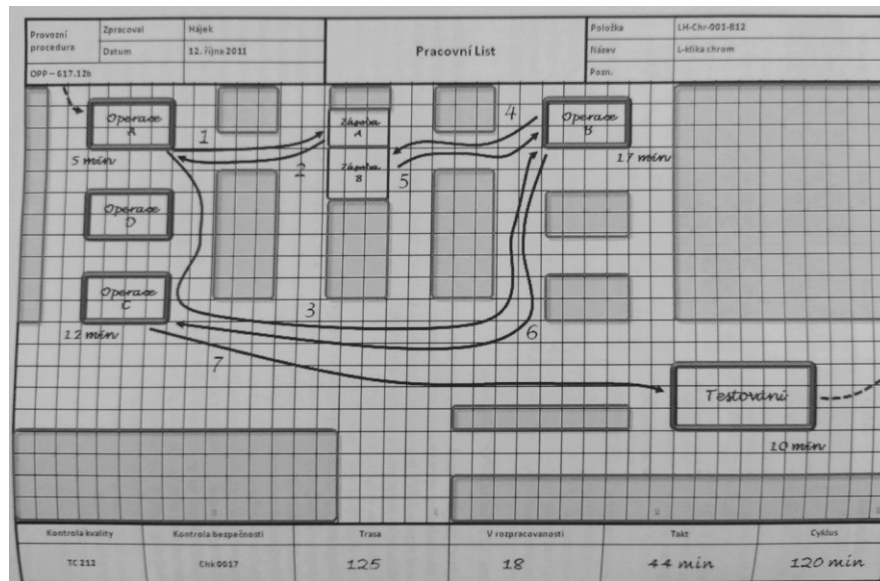 Provozní procedura
Zpracoval
Hájek
Datum
12. října 2011
OPP – 617.12b
Pracovní List
Položka
LH-Chr-001-812
Název
L-klika chrom
Pozn.
Operace A
5 min
1
2
Zásoba A
Zásoba B
4
5
Operace B
17 min
Operace D
Operace C
12 min
3
6
7
Testování
10 min
Kontrola kvality
Kontrola bezpečnosti
Trasa
V rozpracovanosti
Takt
Cyklus
TC 212
Chk 0017
125
18
44 min
120 min